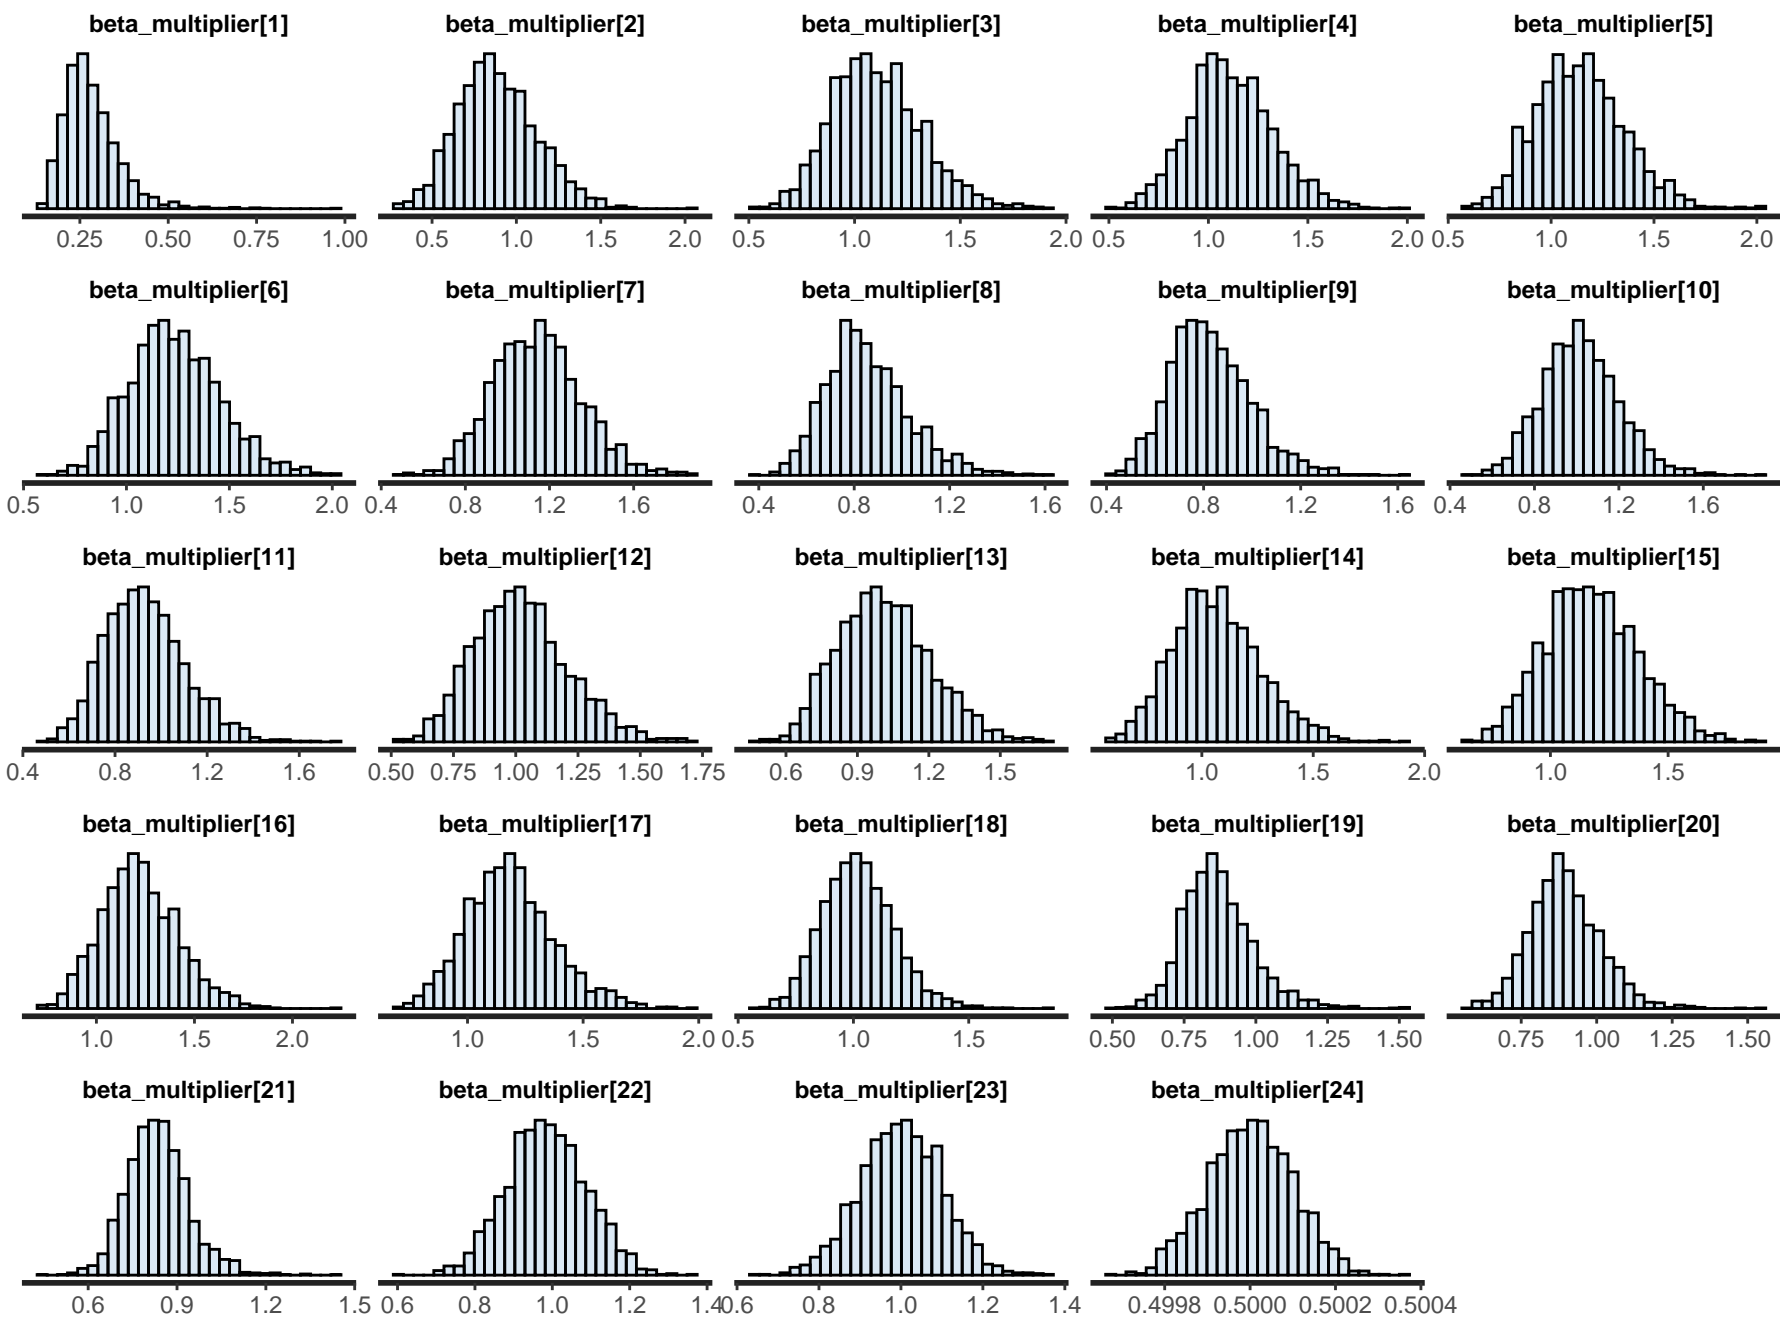 beta_multiplier[1] beta_multiplier[2] beta_multiplier[3] beta_multiplier[4] beta_multiplier[5]
0.25 0.50 0.75 1.00 0.5 1.0 1.5 2.0 0.5 1.0 1.5 2.0 0.5 1.0 1.5 2.0 0.5 1.0 1.5 2.0
beta_multiplier[6] beta_multiplier[7] beta_multiplier[8] beta_multiplier[9] beta_multiplier[10]
0.5 1.0 1.5 2.0 0.4 0.8 1.2 1.6 0.4 0.8 1.2 1.6 0.4 0.8 1.2 1.6 0.4 0.8 1.2 1.6
beta_multiplier[11] beta_multiplier[12] beta_multiplier[13] beta_multiplier[14] beta_multiplier[15]
0.4 0.8 1.2 1.6 0.50 0.75 1.00 1.25 1.50 1.75 0.6 0.9 1.2 1.5 1.0 1.5 2.0 1.0 1.5
beta_multiplier[16] beta_multiplier[17] beta_multiplier[18] beta_multiplier[19] beta_multiplier[20]
1.0 1.5 2.0 1.0 1.5 2.0 0.5 1.0 1.5 0.50 0.75 1.00 1.25 1.50 0.75 1.00 1.25 1.50
beta_multiplier[21] beta_multiplier[22] beta_multiplier[23] beta_multiplier[24]
0.6 0.9 1.2 1.5 0.6 0.8 1.0 1.2 1.4 0.6 0.8 1.0 1.2 1.4 0.4998 0.5000 0.5002 0.5004